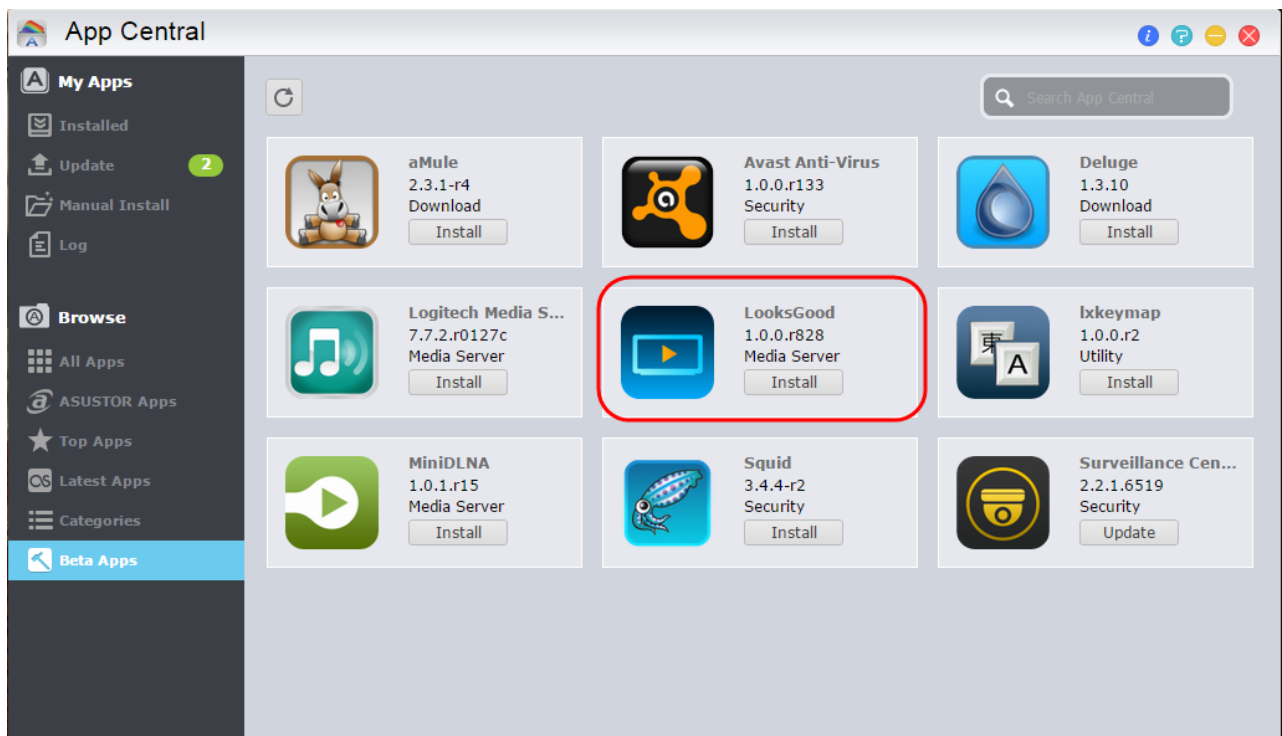 App Central
My Apps
Installed
Update 2
Manual Install
Log
Browse
All Apps
ASUSTOR Apps
Top Apps
Latest Apps
Categories
Beta Apps
Search App Central
aMule
2.3.1-r4
Download
Install
Avast Anti-Virus
1.0.0.r133
Security
Install
Deluge
1.3.10
Download
Install
Logitech Media S...
7.7.2.r0127c
Media Server
Install
LooksGood
1.0.0.r828
Media Server
Install
東
A
lxkeymap
1.0.0.r2
Utility
Install
MiniDLNA
1.0.1.r15
Media Server
Install
Squid
3.4.4-r2
Security
Install
Surveillance Cen...
2.2.1.6519
Security
Update